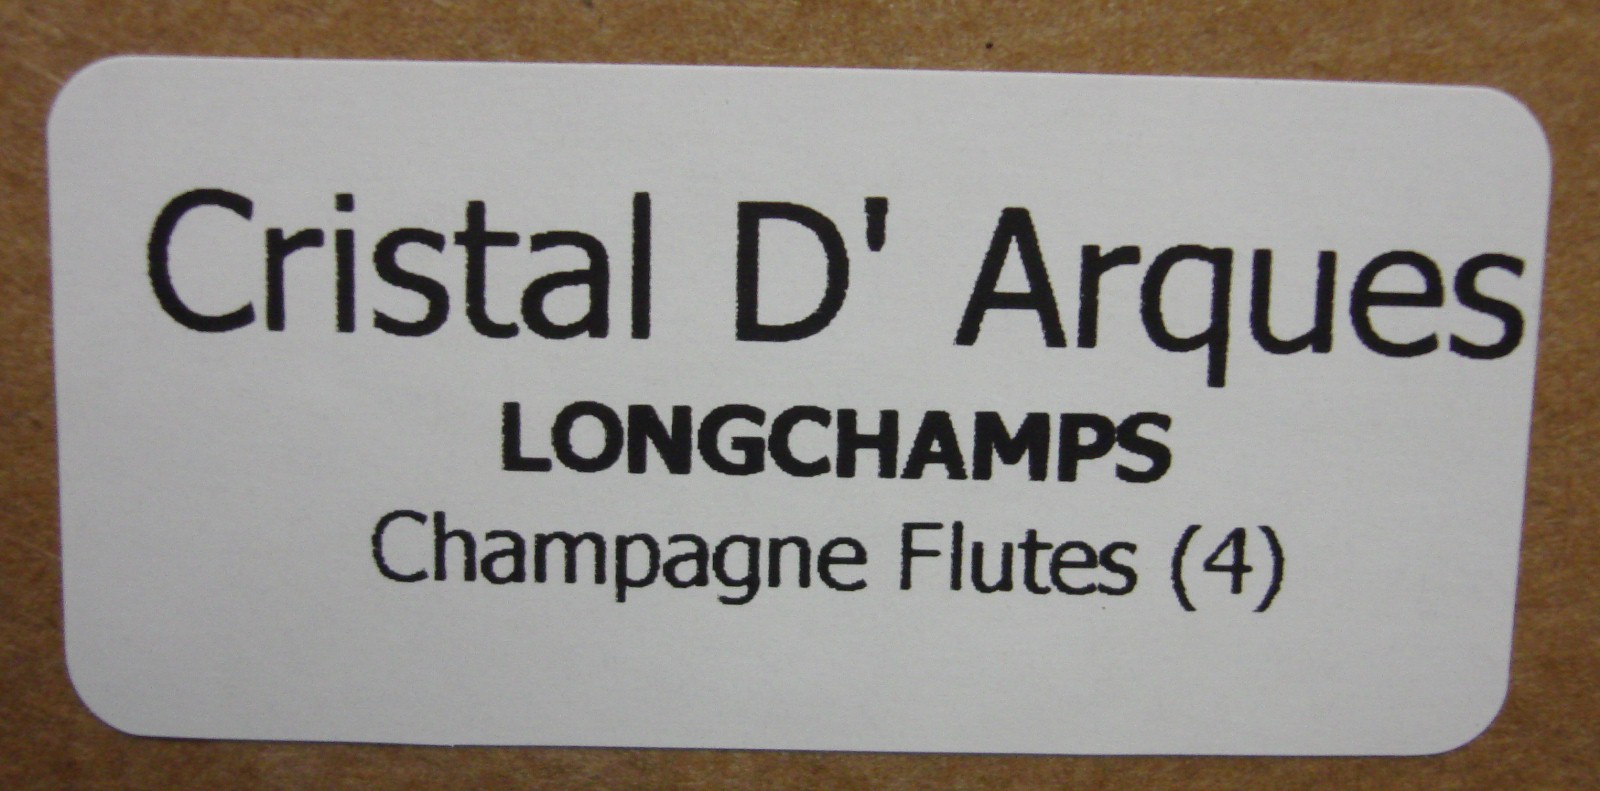 Cristal D' Arques
LONGCHAMPS
Champagne Flutes (4)